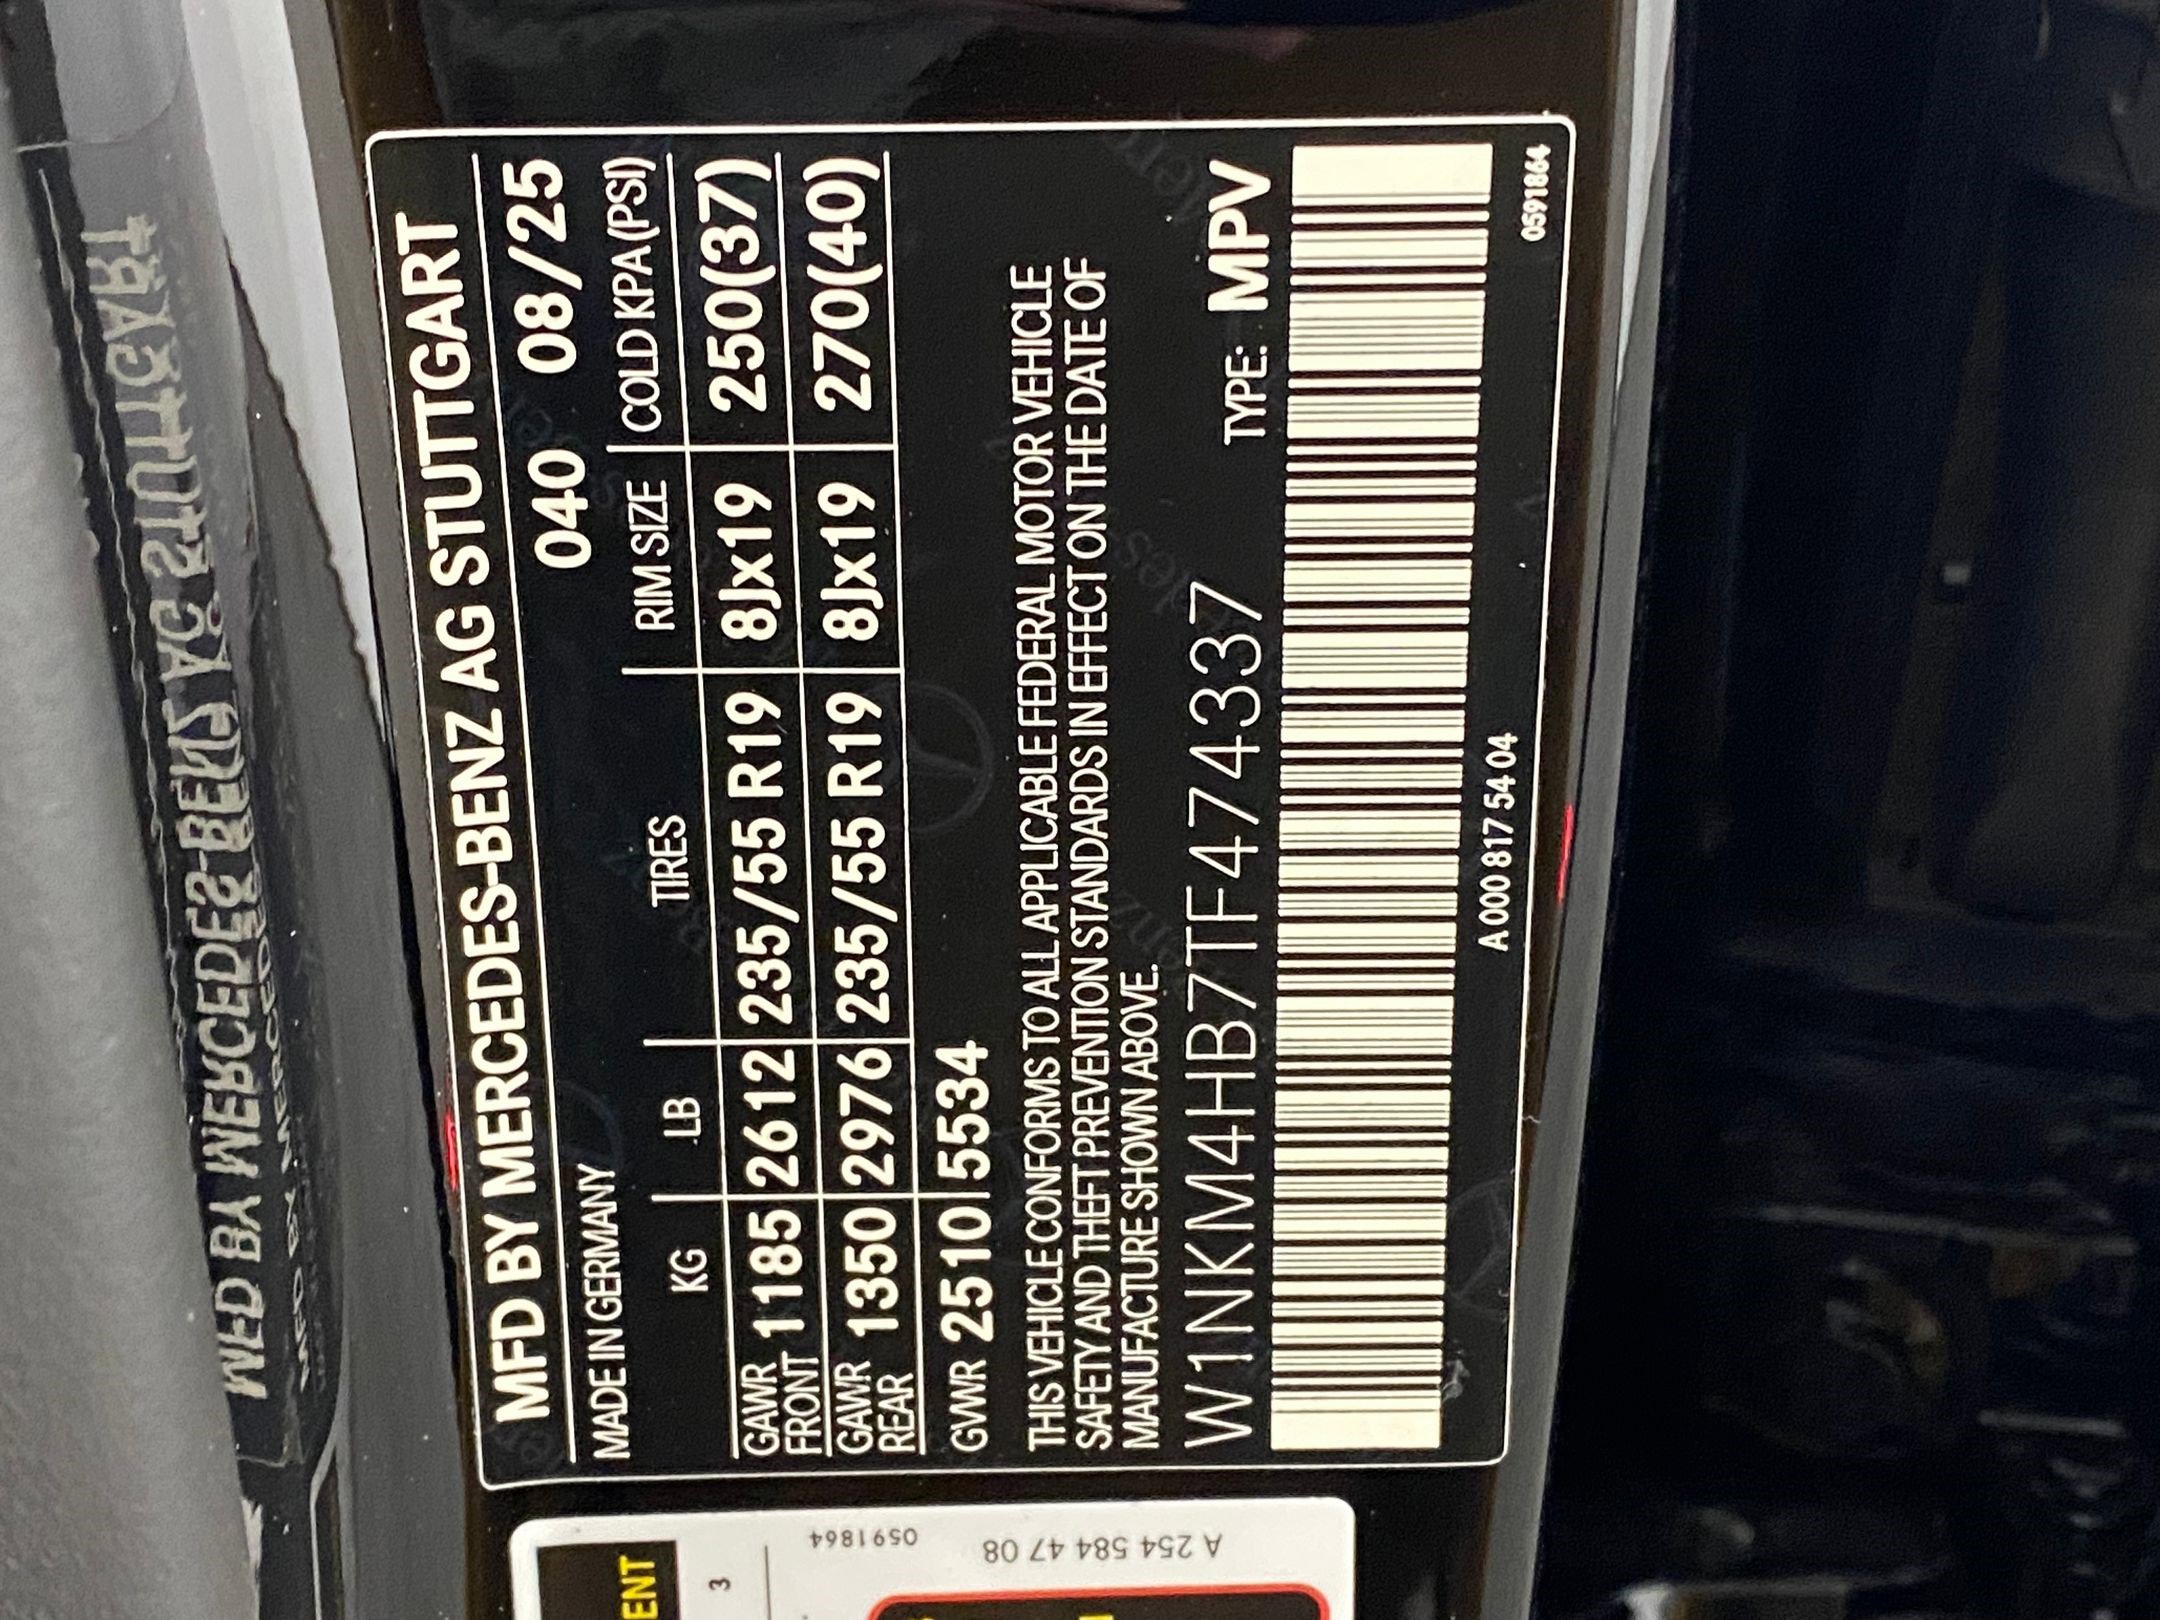 MFD BY MERCEDES-BENZ AG STUTTGART
MADE IN GERMANY 040 08/25
KG LB TIRES RIM SIZE COLD KPA(PSI)
GAWR FRONT 1185 2612 235/55 R19 8Jx19 250(37)
GAWR REAR 1350 2976 235/55 R19 8Jx19 270(40)
GVWR 2510 5534
THIS VEHICLE CONFORMS TO ALL APPLICABLE FEDERAL MOTOR VEHICLE
SAFETY AND THEFT PREVENTION STANDARDS IN EFFECT ON THE DATE OF
MANUFACTURE SHOWN ABOVE.
W1NKM4HB7TF474337 TYPE: MPV
A 000 817 54 04
0591864
ENT
3
0591864
A 254 584 47 08